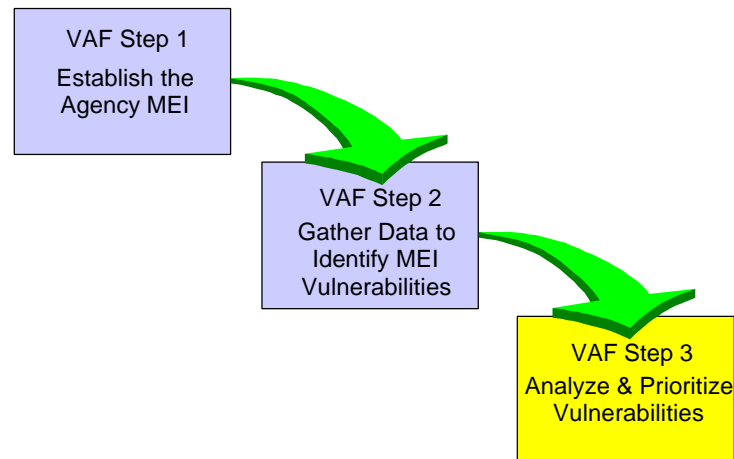 VAF Step 1
Establish the
Agency MEI
VAF Step 2
Gather Data to
Identify MEI
Vulnerabilities
VAF Step 3
Analyze & Prioritize
Vulnerabilities